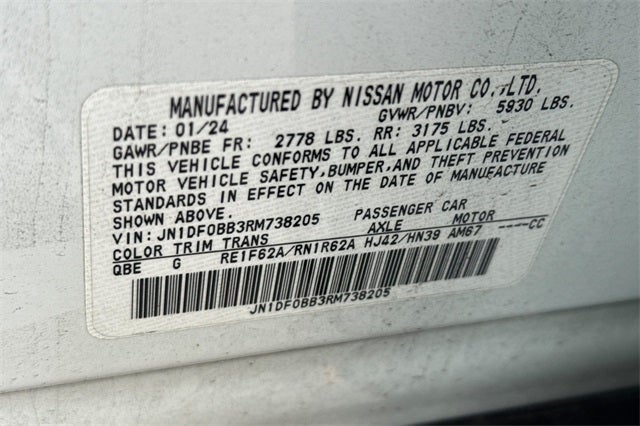 MANUFACTURED BY NISSAN MOTOR CO.,LTD.
DATE: 01/24 GVWR/PNBV: 5930 LBS.
GAWR/PNBE FR: 2778 LBS. RR: 3175 LBS.
THIS VEHICLE CONFORMS TO ALL APPLICABLE FEDERAL
MOTOR VEHICLE SAFETY,BUMPER,AND THEFT PREVENTION
STANDARDS IN EFFECT ON THE DATE OF MANUFACTURE
SHOWN ABOVE.
VIN: JN1DF0BB3RM738205 PASSENGER CAR
COLOR TRIM TRANS AXLE MOTOR
QBE G RE1F62A/RN1R62A HJ42/HN39 AM67 ----CC
JN1DF0BB3RM738205